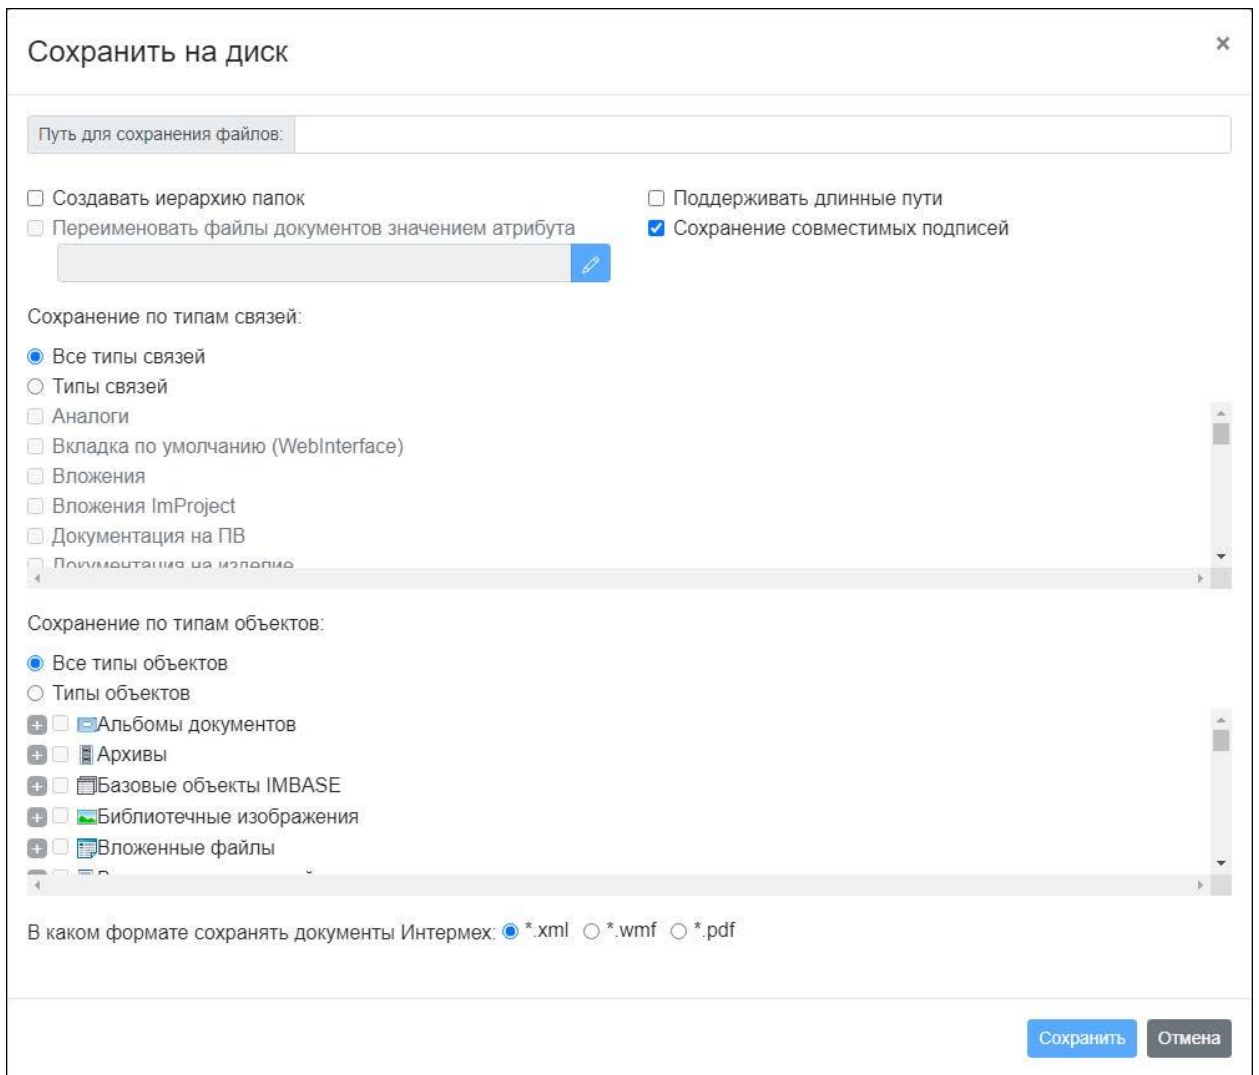 Сохранить на диск
×
Путь для сохранения файлов:
Создавать иерархию папок
Поддерживать длинные пути
Переименовать файлы документов значением атрибута
Сохранение совместимых подписей
Сохранение по типам связей:
Все типы связей
Типы связей
Аналоги
Вкладка по умолчанию (WebInterface)
Вложения
Вложения ImProject
Документация на ПВ
Документация на изделие
Сохранение по типам объектов:
Все типы объектов
Типы объектов
Альбомы документов
Архивы
Базовые объекты IMBASE
Библиотечные изображения
Вложенные файлы
В каком формате сохранять документы Интермех: *.xml *.wmf *.pdf
Сохранить Отмена